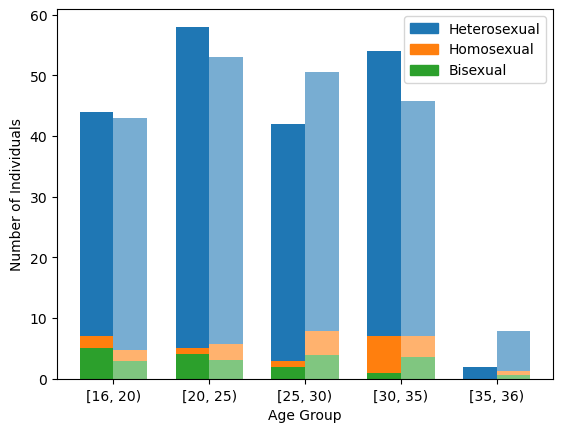 60
50
40
30
20
10
0
Number of Individuals
Heterosexual
Homosexual
Bisexual
[16, 20)
[20, 25)
[25, 30)
[30, 35)
[35, 36)
Age Group